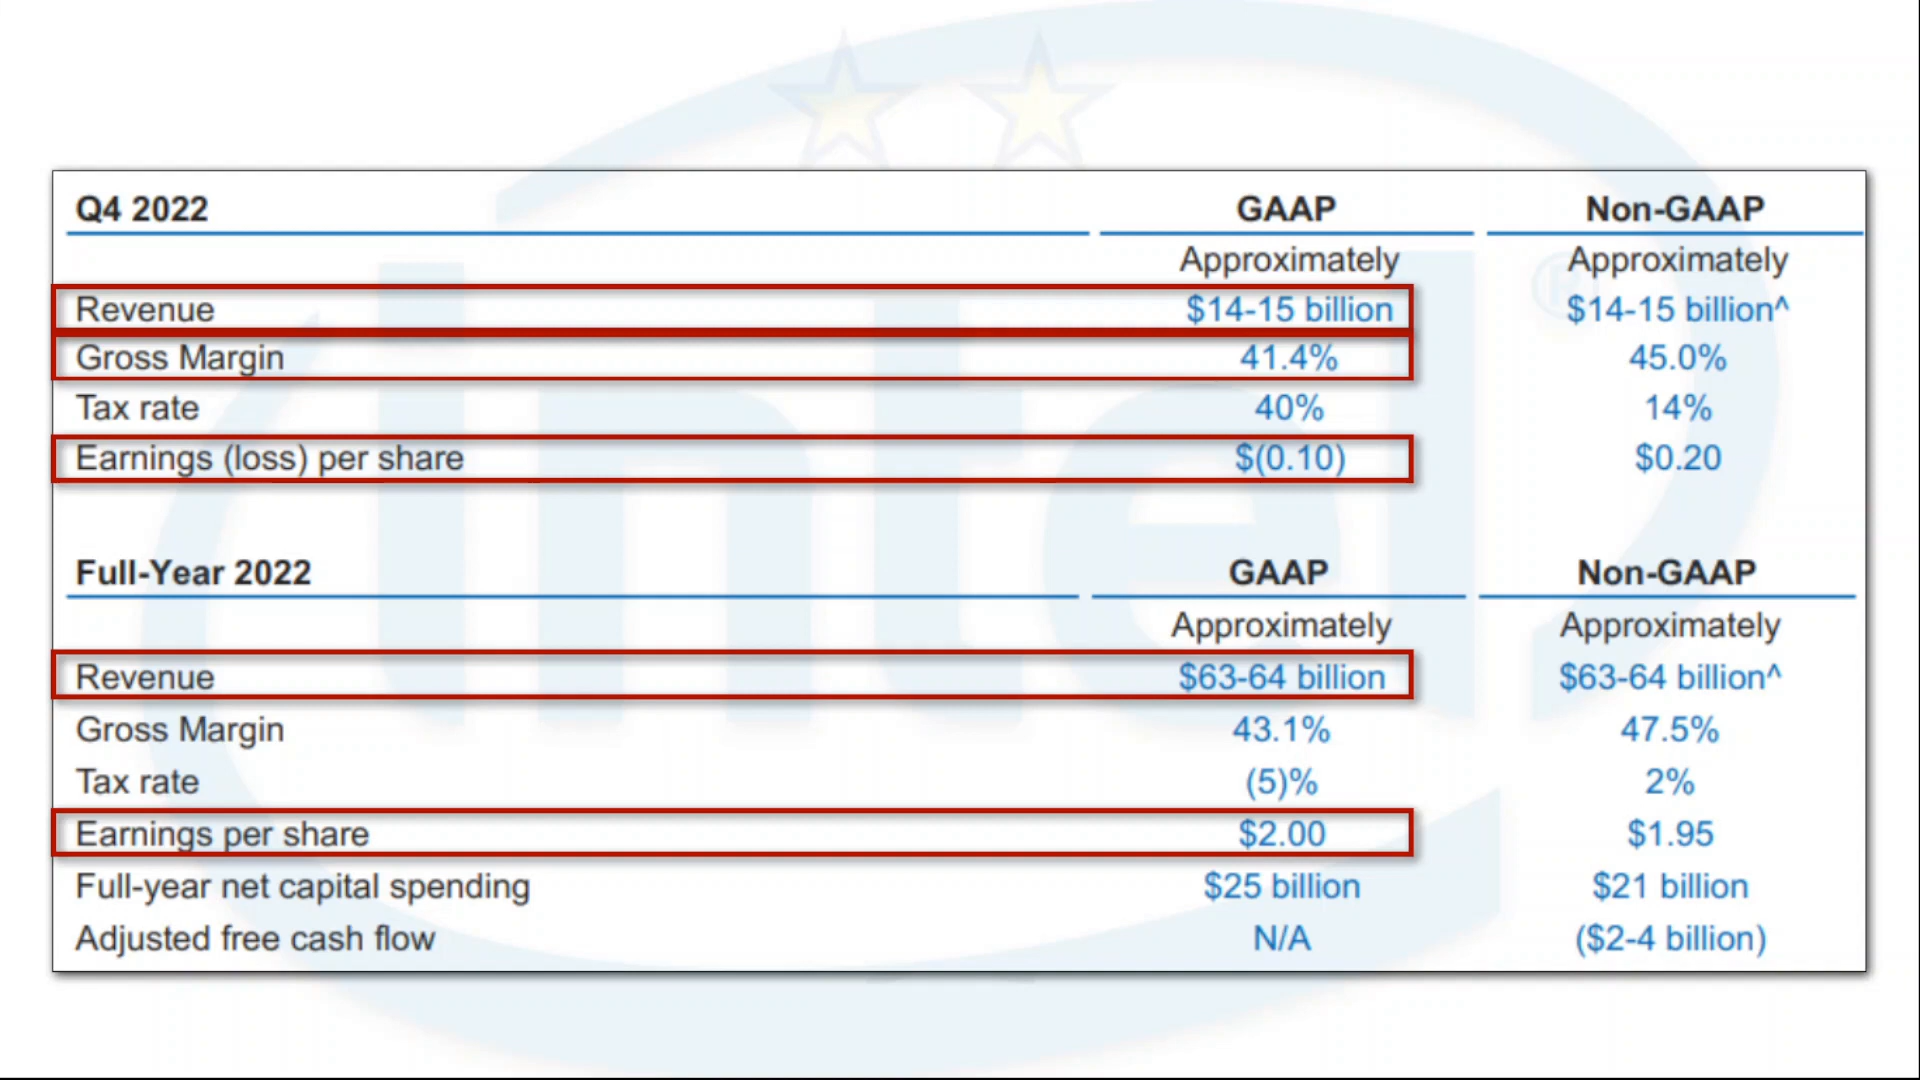 Q4 2022 GAAP Non-GAAP
Approximately Approximately
Revenue $14-15 billion $14-15 billion^
Gross Margin 41.4% 45.0%
Tax rate 40% 14%
Earnings (loss) per share $(0.10) $0.20
Full-Year 2022 GAAP Non-GAAP
Approximately Approximately
Revenue $63-64 billion $63-64 billion^
Gross Margin 43.1% 47.5%
Tax rate (5)% 2%
Earnings per share $2.00 $1.95
Full-year net capital spending $25 billion $21 billion
Adjusted free cash flow N/A ($2-4 billion)
intel ®